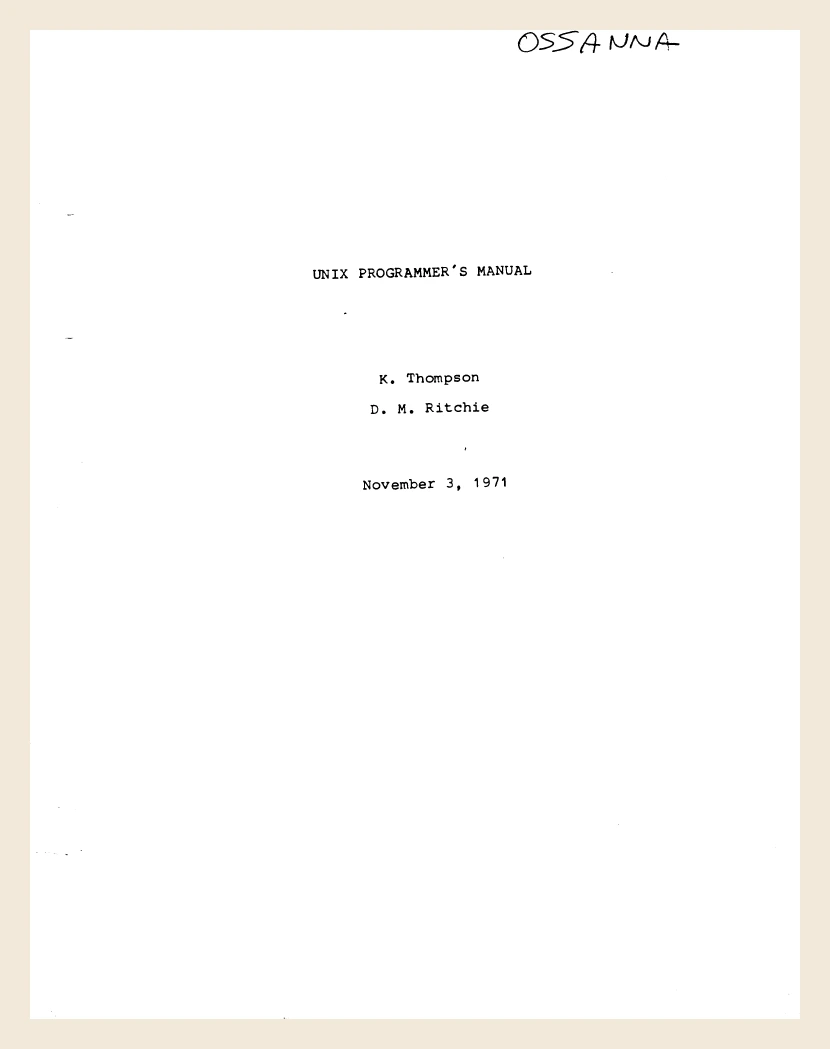 OSSANNA
UNIX PROGRAMMER'S MANUAL
K. Thompson
D. M. Ritchie
November 3, 1971